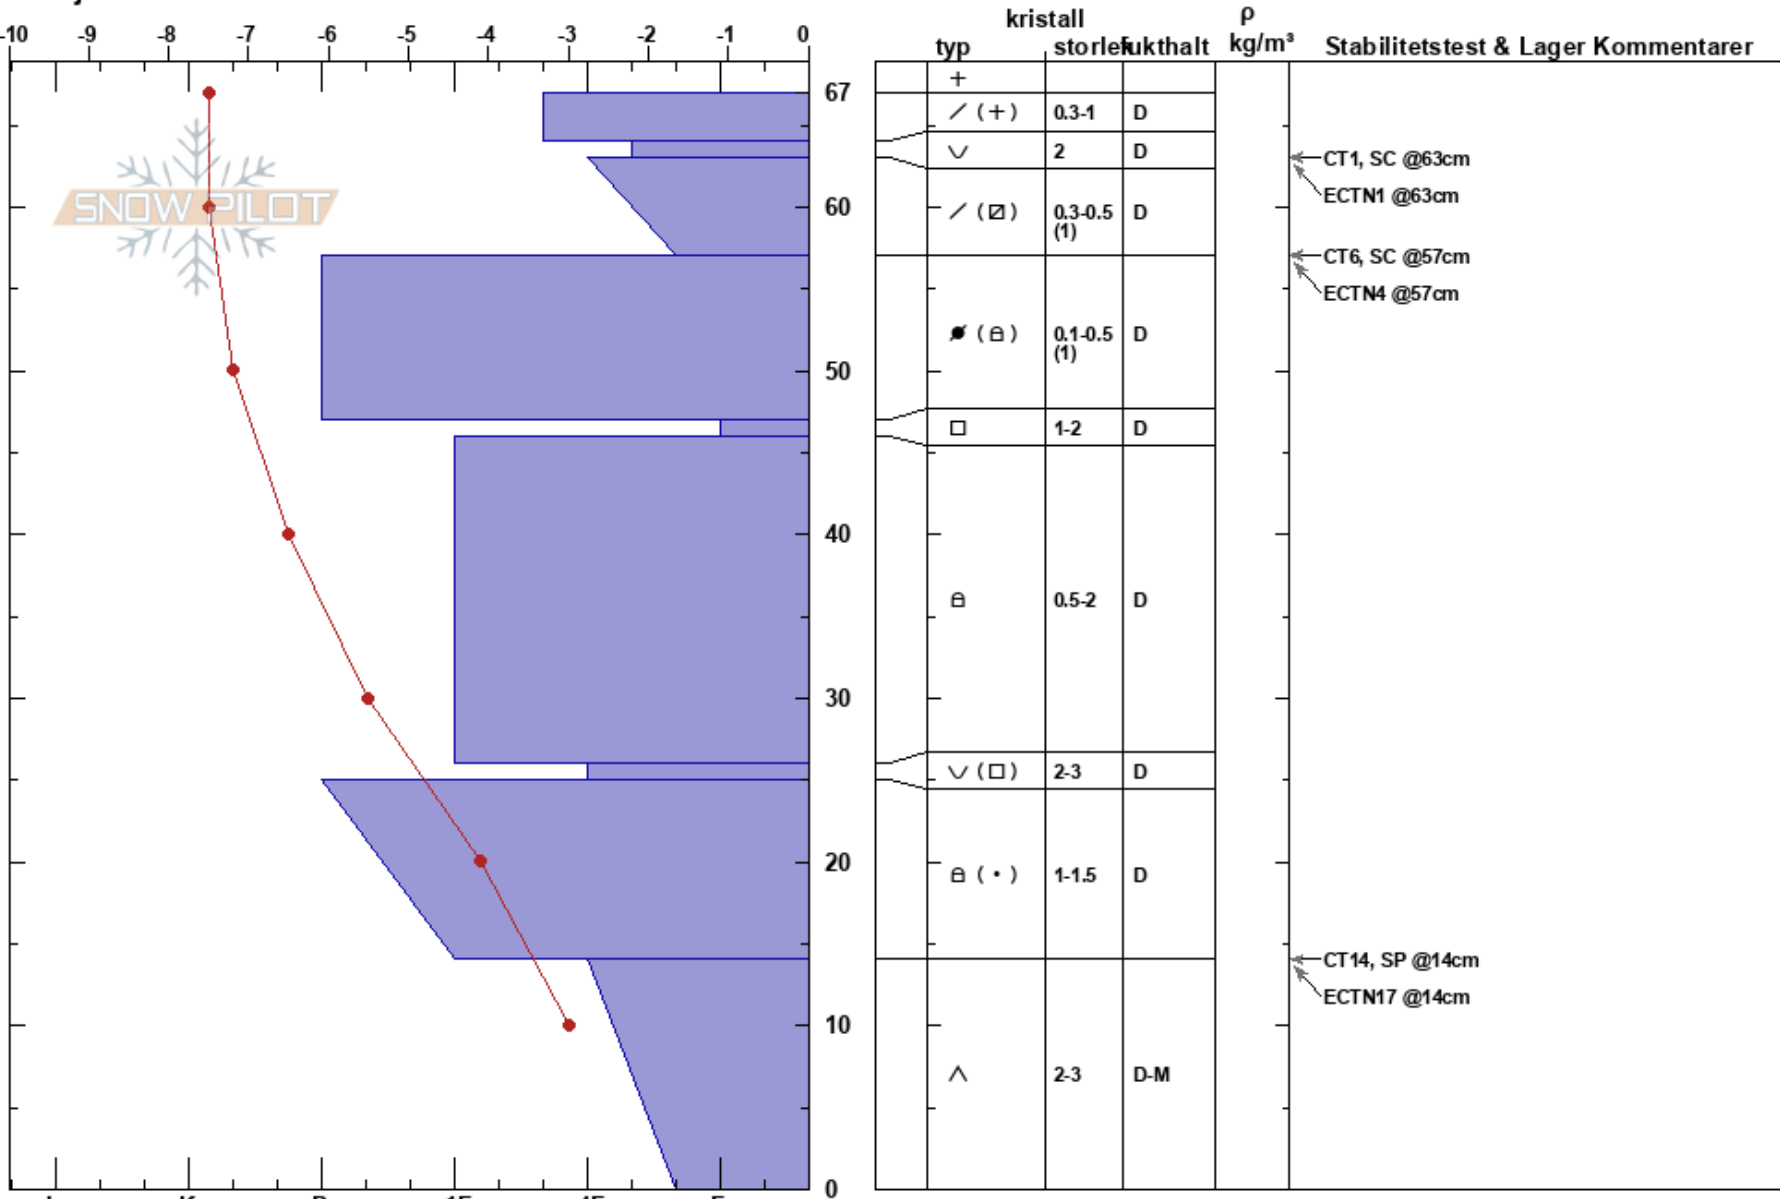 kristall ρ
-10 -9 -8 -7 -6 -5 -4 -3 -2 -1 0 typ storlek fukthalt kg/m³ Stabilitetstest & Lager Kommentarer
+
67
/ (+) 0.3-1 D
2 D CT1, SC @63cm
ECTN1 @63cm
SNOW PILOT
60 / 0.3-0.5 D
(1)
CT6, SC @57cm
ECTN4 @57cm
0.1-0.5 D
(1)
50
1-2 D
40
0.5-2 D
30
2-3 D
20
1-1.5 D
CT14, SP @14cm
ECTN17 @14cm
10
2-3 D-M
0